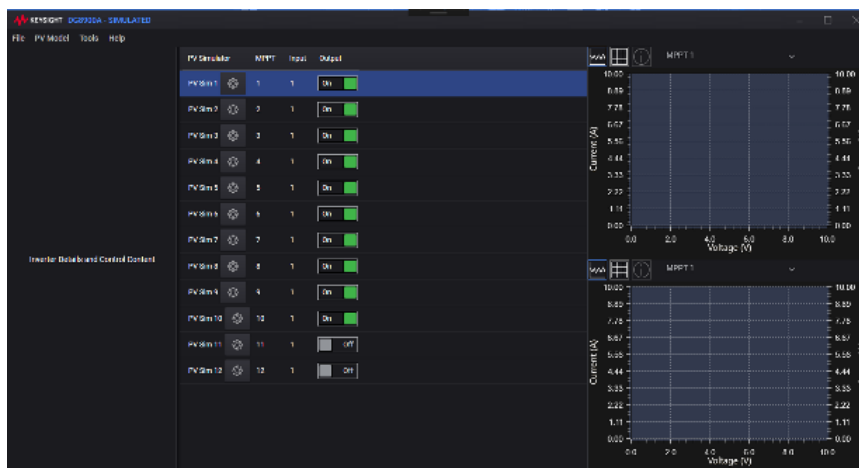 KEYSIGHT DG8900A - SIMULATED
File PV Model Tools Help
PV Simulator MPPT Input Output
PV Sim 1 1 1 On
PV Sim 2 2 1 On
PV Sim 3 3 1 On
PV Sim 4 4 1 On
PV Sim 5 5 1 On
PV Sim 6 6 1 On
PV Sim 7 7 1 On
PV Sim 8 8 1 On
PV Sim 9 9 1 On
PV Sim 10 10 1 On
PV Sim 11 11 1 Off
PV Sim 12 12 1 Off
Inverter Details and Control Content
MPPT 1
10.00 10.00
8.89 8.89
7.78 7.78
6.67 6.67
5.56 5.56
4.44 4.44
3.33 3.33
2.22 2.22
1.11 1.11
0.00 0.00
Current (A)
0.0 2.0 4.0 6.0 8.0 10.0
Voltage (V)
MPPT 1
10.00 10.00
8.89 8.89
7.78 7.78
6.67 6.67
5.56 5.56
4.44 4.44
3.33 3.33
2.22 2.22
1.11 1.11
0.00 0.00
Current (A)
0.0 2.0 4.0 6.0 8.0 10.0
Voltage (V)